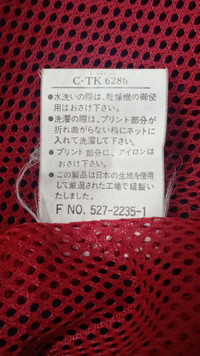 C-TK 6286
●水洗いの際は、乾燥機の御使
用はおさけ下さい。
●洗濯の際は、プリント部分が
折れ曲がらない様にネットに
入れて洗濯して下さい。
●プリント部分に、アイロンは
おさけ下さい。
●この製品は日本の生地を使用
して厳選された工場で縫製い
たしました。
F NO. 527-2235-1